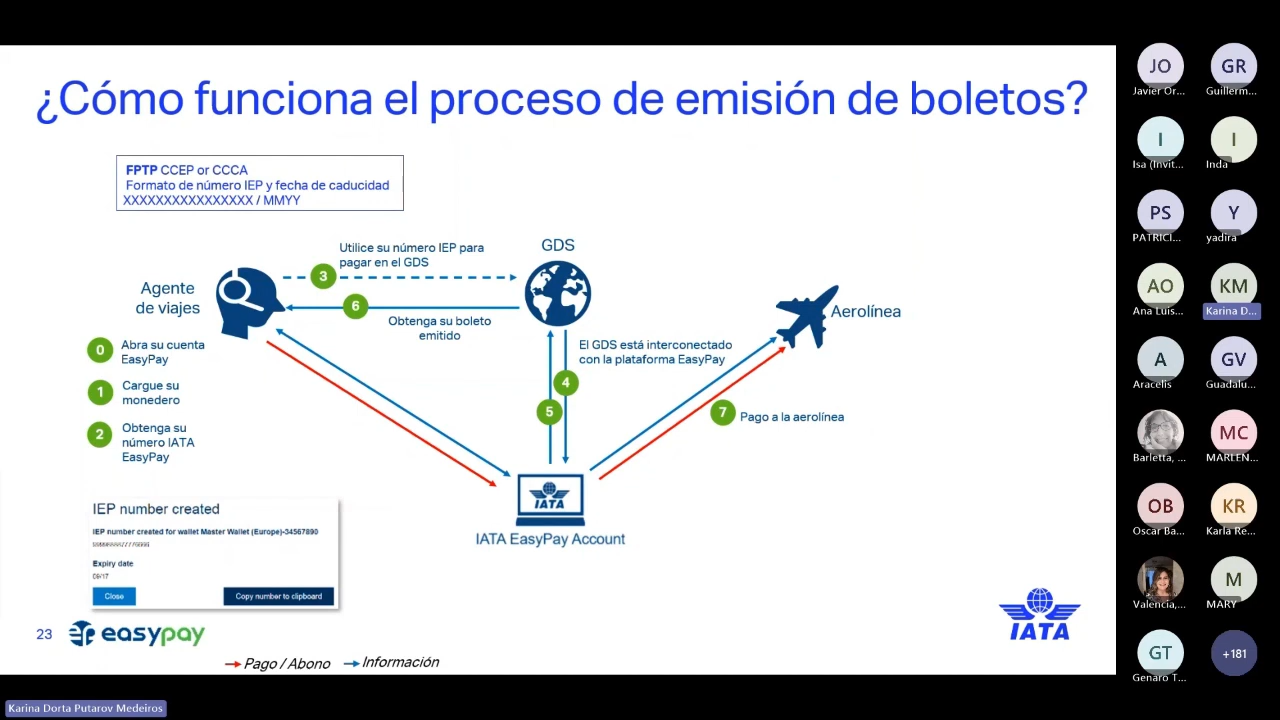 ¿Cómo funciona el proceso de emisión de boletos?
FPTP CCEP or CCCA
Formato de número IEP y fecha de caducidad
XXXXXXXXXXXXXXXX / MMYY
Agente
de viajes
3
Utilice su número IEP para
pagar en el GDS
GDS
6
Obtenga su boleto
emitido
Aerolínea
0
Abra su cuenta
EasyPay
1
Cargue su
monedero
2
Obtenga su
número IATA
EasyPay
El GDS está interconectado
con la plataforma EasyPay
4
5
7
Pago a la aerolínea
IATA
IATA EasyPay Account
IEP number created
IEP number created for wallet Master Wallet (Europe)-34567890
Expiry date
09/17
Close
Copy number to clipboard
23
easypay
Pago / Abono
Información
IATA
JO
Javier Or...
GR
Guillerm...
I
Isa (Invit...
I
Inda
PS
PATRICI...
Y
yadira
AO
Ana Luis...
KM
Karina D...
A
Aracelis
GV
Guadalu...
Barletta, ...
MC
MARLEN...
OB
Oscar Ba...
KR
Karla Re...
Valencia,...
M
MARY
GT
Genaro T...
+181
Karina Dorta Putarov Medeiros